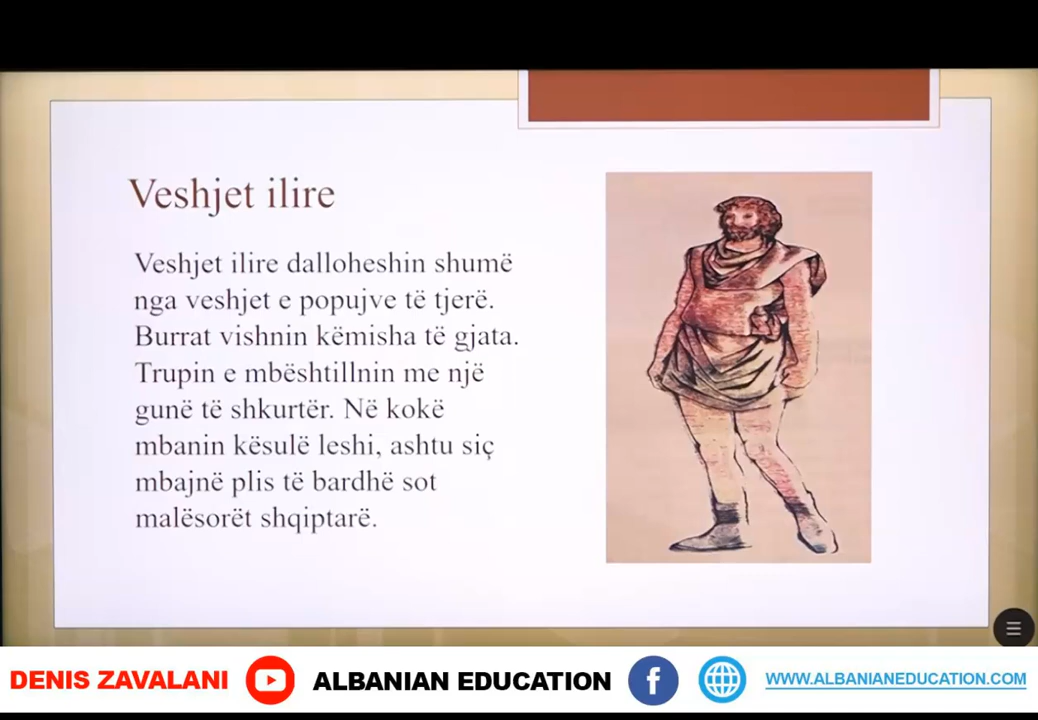 Veshjet ilire
Veshjet ilire dalloheshin shumë
nga veshjet e popujve të tjerë.
Burrat vishnin këmisha të gjata.
Trupin e mbështillnin me një
gunë të shkurtër. Në kokë
mbanin kësulë leshi, ashtu siç
mbajnë plis të bardhë sot
malësorët shqiptarë.
DENIS ZAVALANI ALBANIAN EDUCATION f WWW.ALBANIANEDUCATION.COM